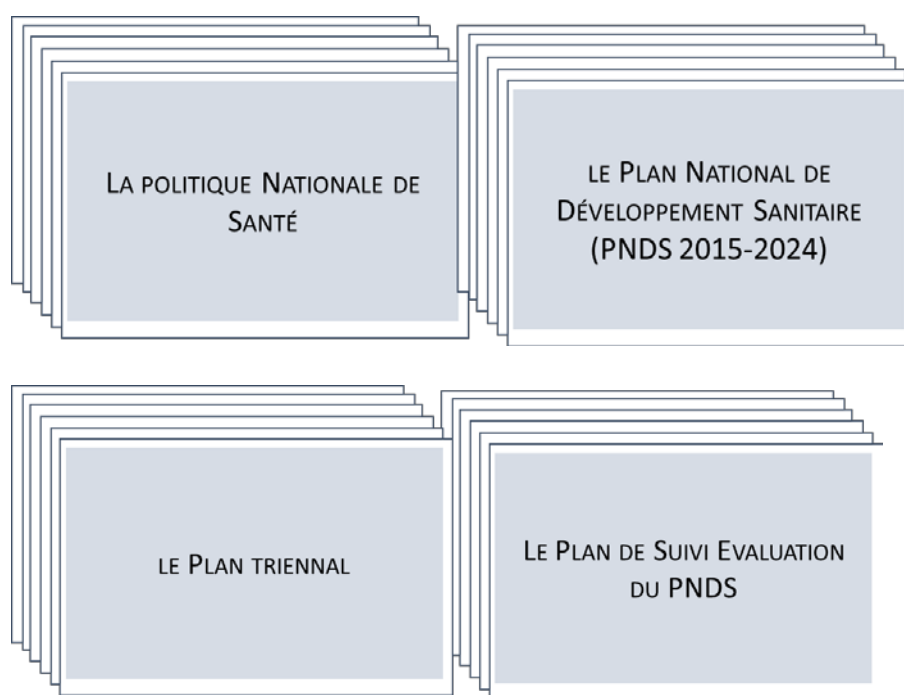 La politique Nationale de
Santé
le Plan National de
Développement Sanitaire
(PNDS 2015-2024)
le Plan triennal
Le Plan de Suivi Evaluation
du PNDS